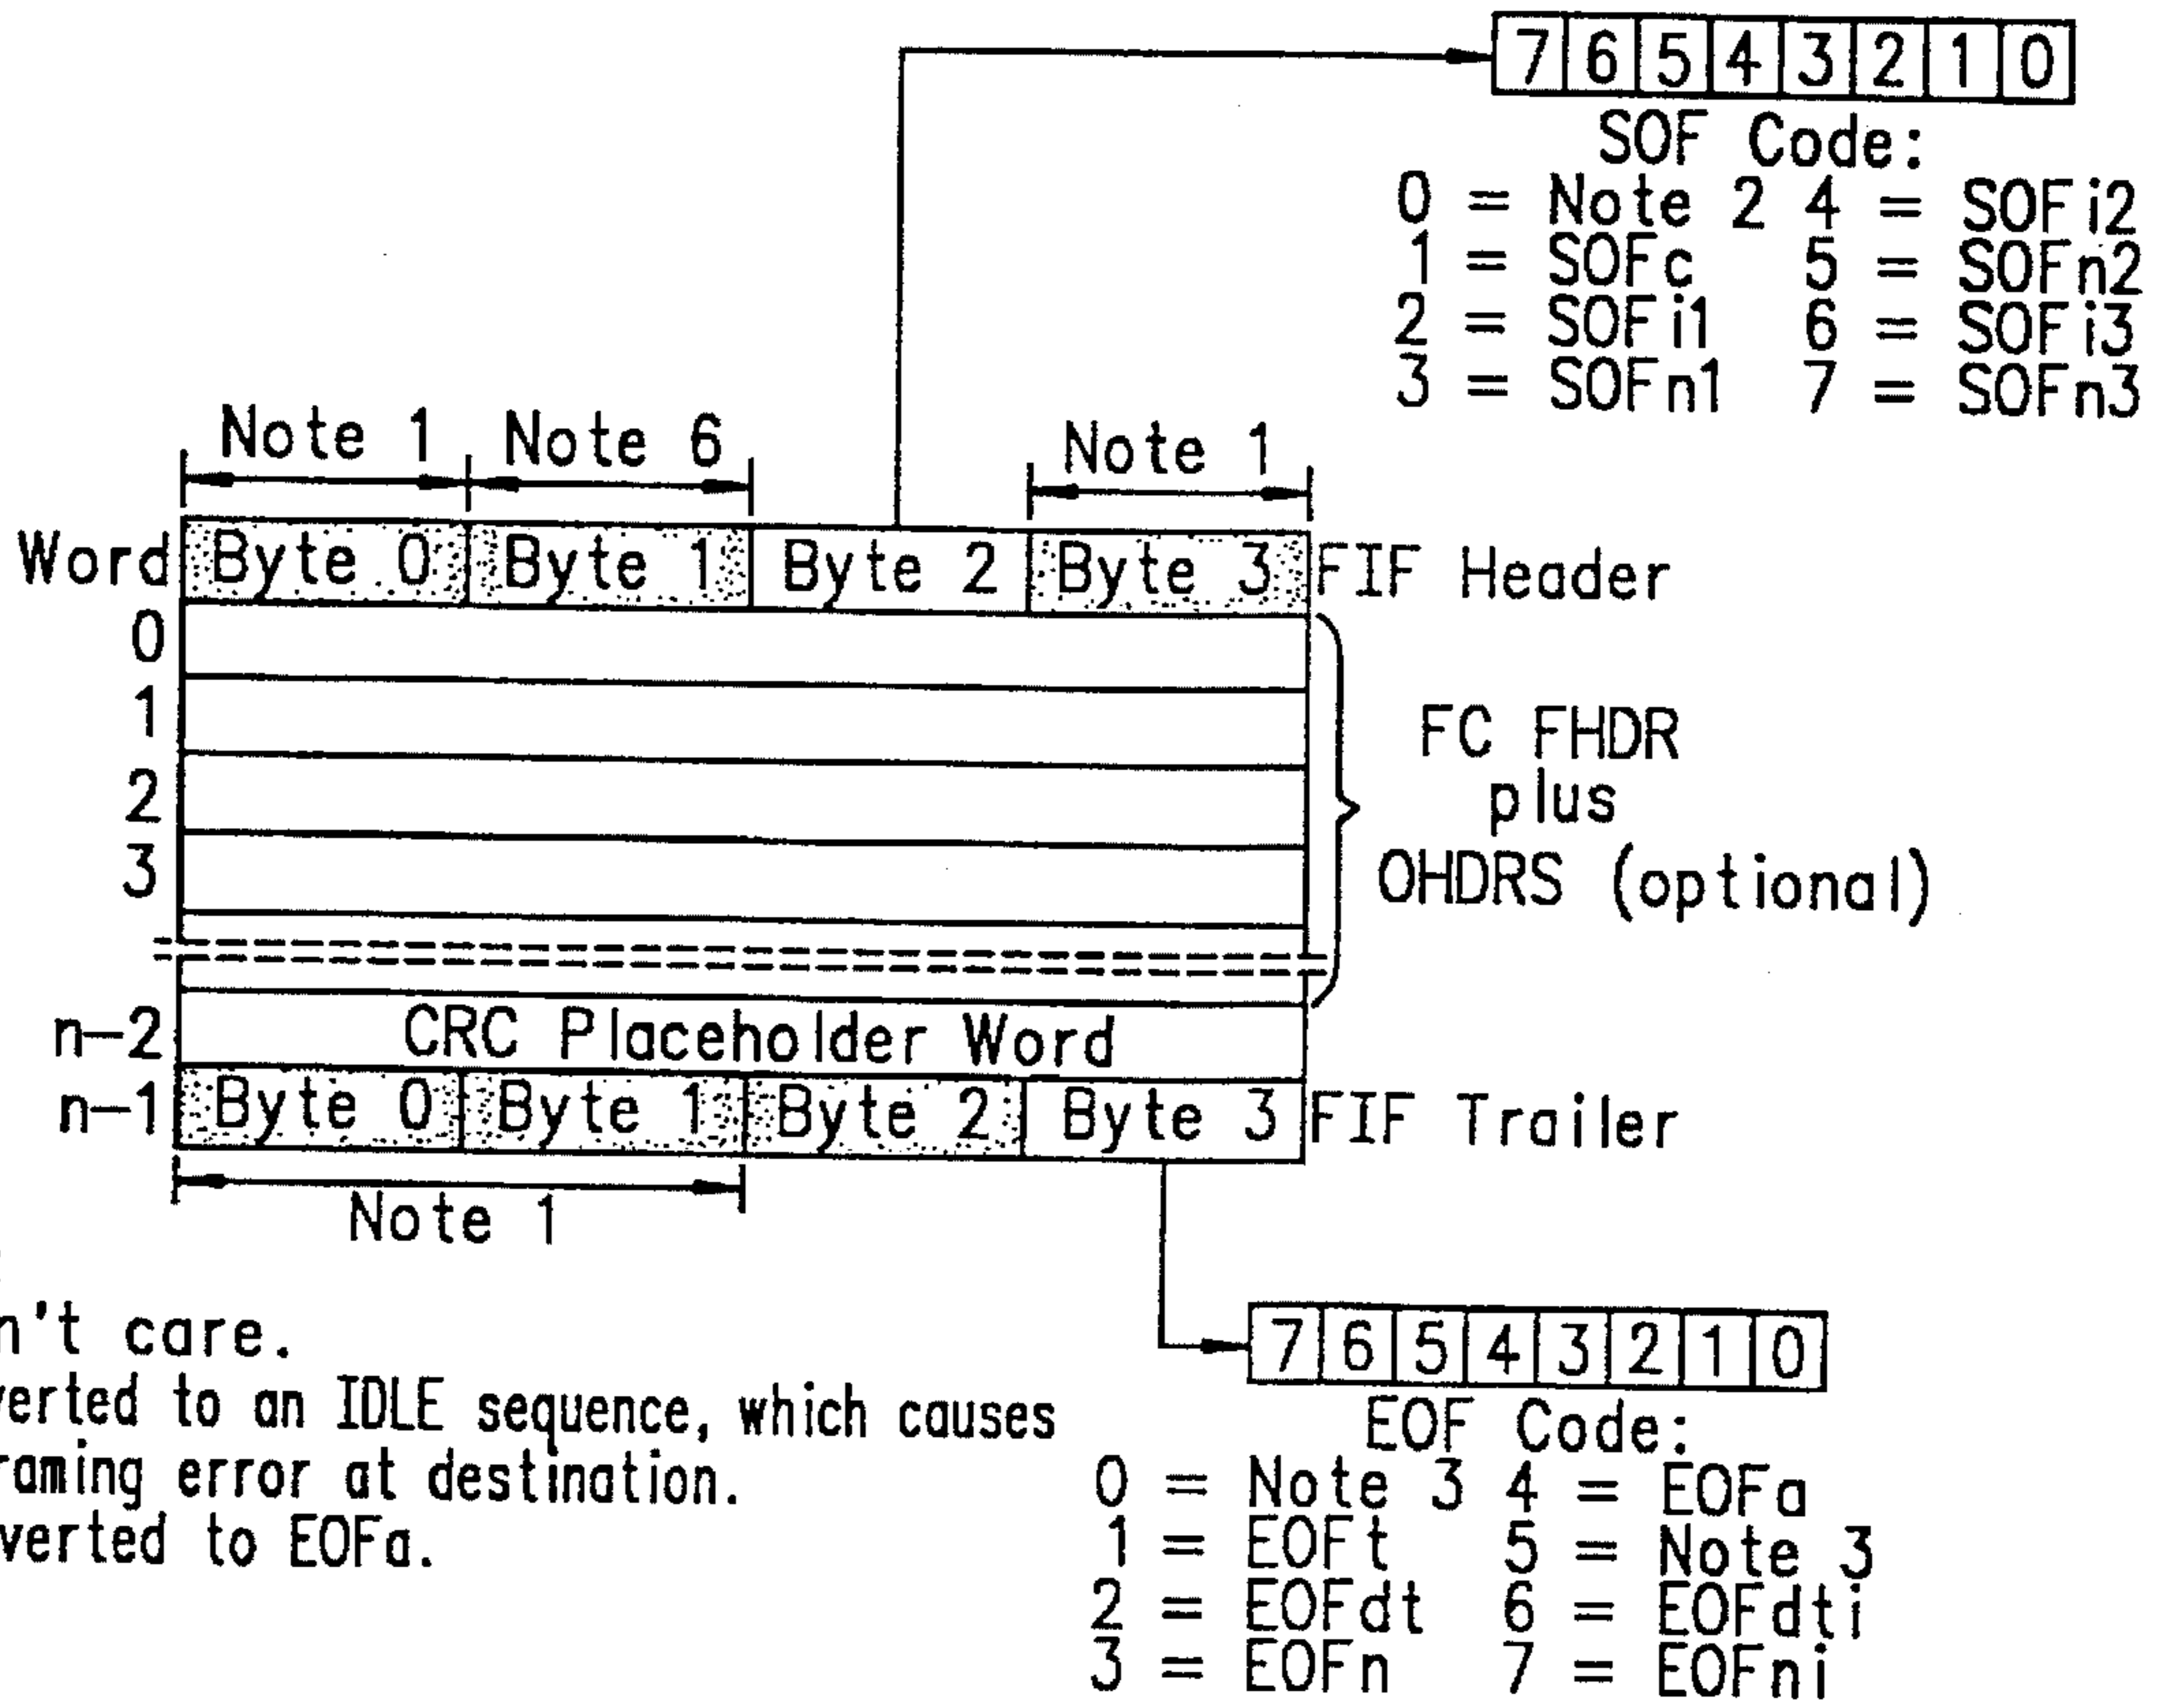 7 6 5 4 3 2 1 0
SOF Code:
0 = Note 2 4 = SOFi2
1 = SOFc 5 = SOFn2
2 = SOFi1 6 = SOFi3
3 = SOFn1 7 = SOFn3
Note 1 Note 6 Note 1
Word Byte 0 Byte 1 Byte 2 Byte 3 FIF Header
0
1
FC FHDR
2
plus
3
OHDRS (optional)
n-2 CRC Placeholder Word
n-1 Byte 0 Byte 1 Byte 2 Byte 3 FIF Trailer
Note 1
n't care.
7 6 5 4 3 2 1 0
verted to an IDLE sequence, which causes
EOF Code:
raming error at destination.
0 = Note 3 4 = EOFa
verted to EOFa.
1 = EOFt 5 = Note 3
2 = EOFdt 6 = EOFdti
3 = EOFn 7 = EOFni